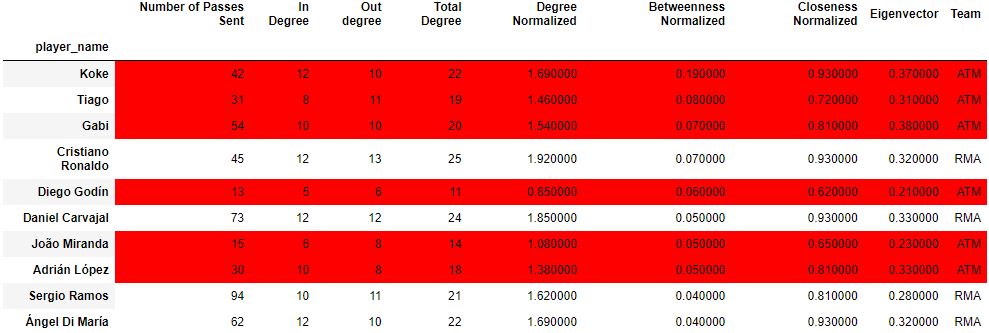 Number of Passes Sent In Degree Out degree Total Degree Degree Normalized Betweenness Normalized Closeness Normalized Eigenvector Team
player_name
Koke 42 12 10 22 1.690000 0.190000 0.930000 0.370000 ATM
Tiago 31 8 11 19 1.460000 0.080000 0.720000 0.310000 ATM
Gabi 54 10 10 20 1.540000 0.070000 0.810000 0.380000 ATM
Cristiano Ronaldo 45 12 13 25 1.920000 0.070000 0.930000 0.320000 RMA
Diego Godín 13 5 6 11 0.850000 0.060000 0.620000 0.210000 ATM
Daniel Carvajal 73 12 12 24 1.850000 0.050000 0.930000 0.330000 RMA
João Miranda 15 6 8 14 1.080000 0.050000 0.650000 0.230000 ATM
Adrián López 30 10 8 18 1.380000 0.050000 0.810000 0.330000 ATM
Sergio Ramos 94 10 11 21 1.620000 0.040000 0.810000 0.280000 RMA
Ángel Di María 62 12 10 22 1.690000 0.040000 0.930000 0.320000 RMA